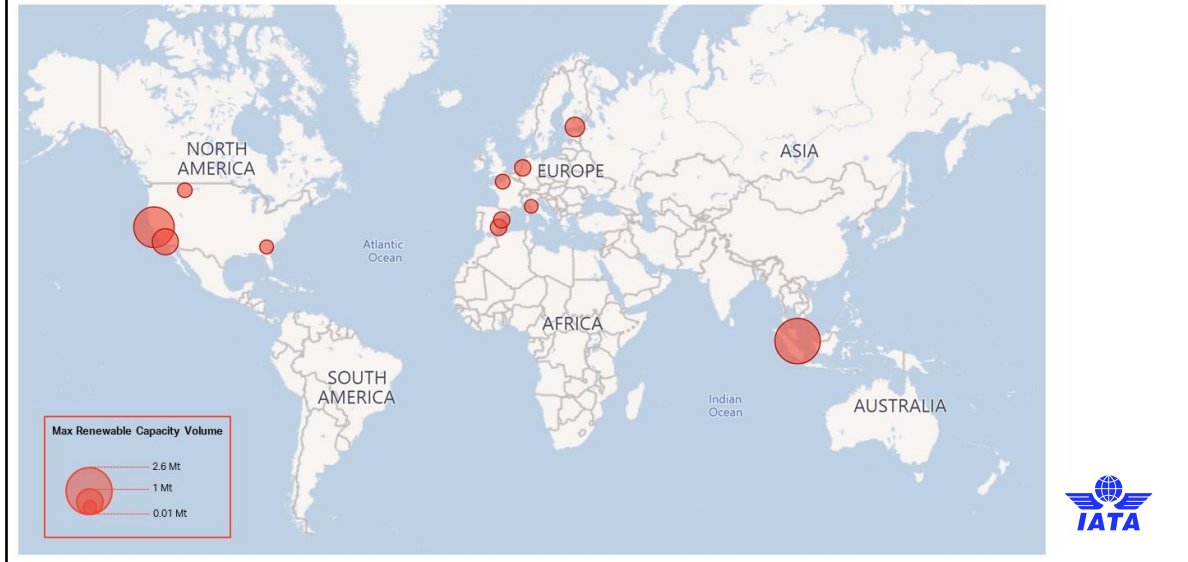 NORTH
AMERICA
EUROPE
ASIA
Atlantic
Ocean
AFRICA
SOUTH
AMERICA
Indian
Ocean
AUSTRALIA
Max Renewable Capacity Volume
2.6 Mt
1 Mt
0.01 Mt
IATA